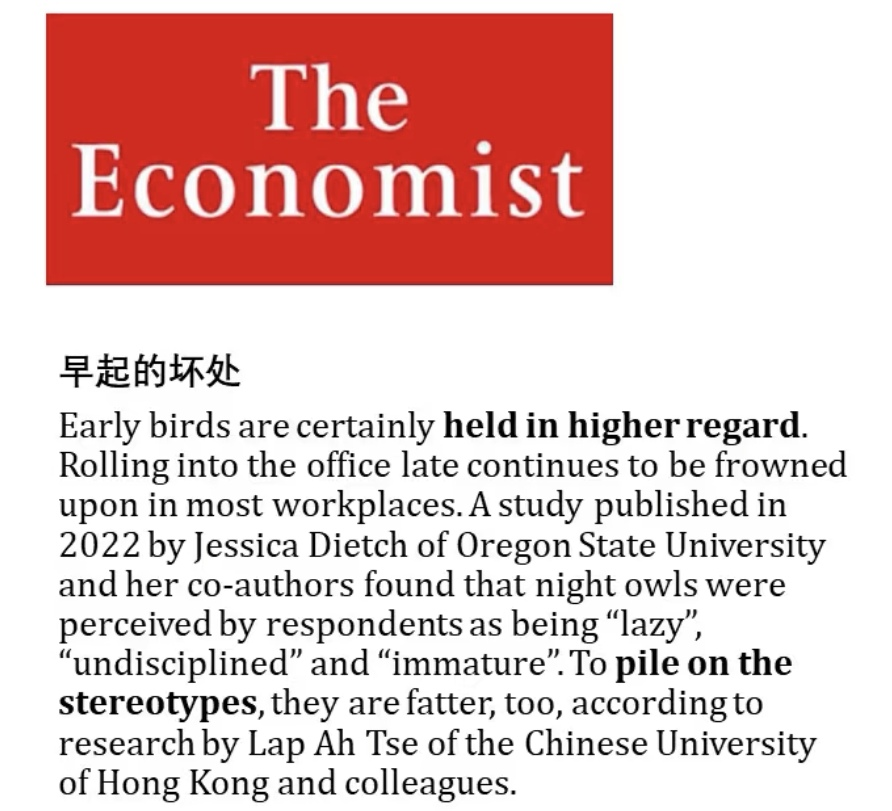 The
Economist
早起的坏处
Early birds are certainly held in higher regard.
Rolling into the office late continues to be frowned
upon in most workplaces. A study published in
2022 by Jessica Dietch of Oregon State University
and her co-authors found that night owls were
perceived by respondents as being “lazy”,
“undisciplined” and “immature”. To pile on the
stereotypes, they are fatter, too, according to
research by Lap Ah Tse of the Chinese University
of Hong Kong and colleagues.